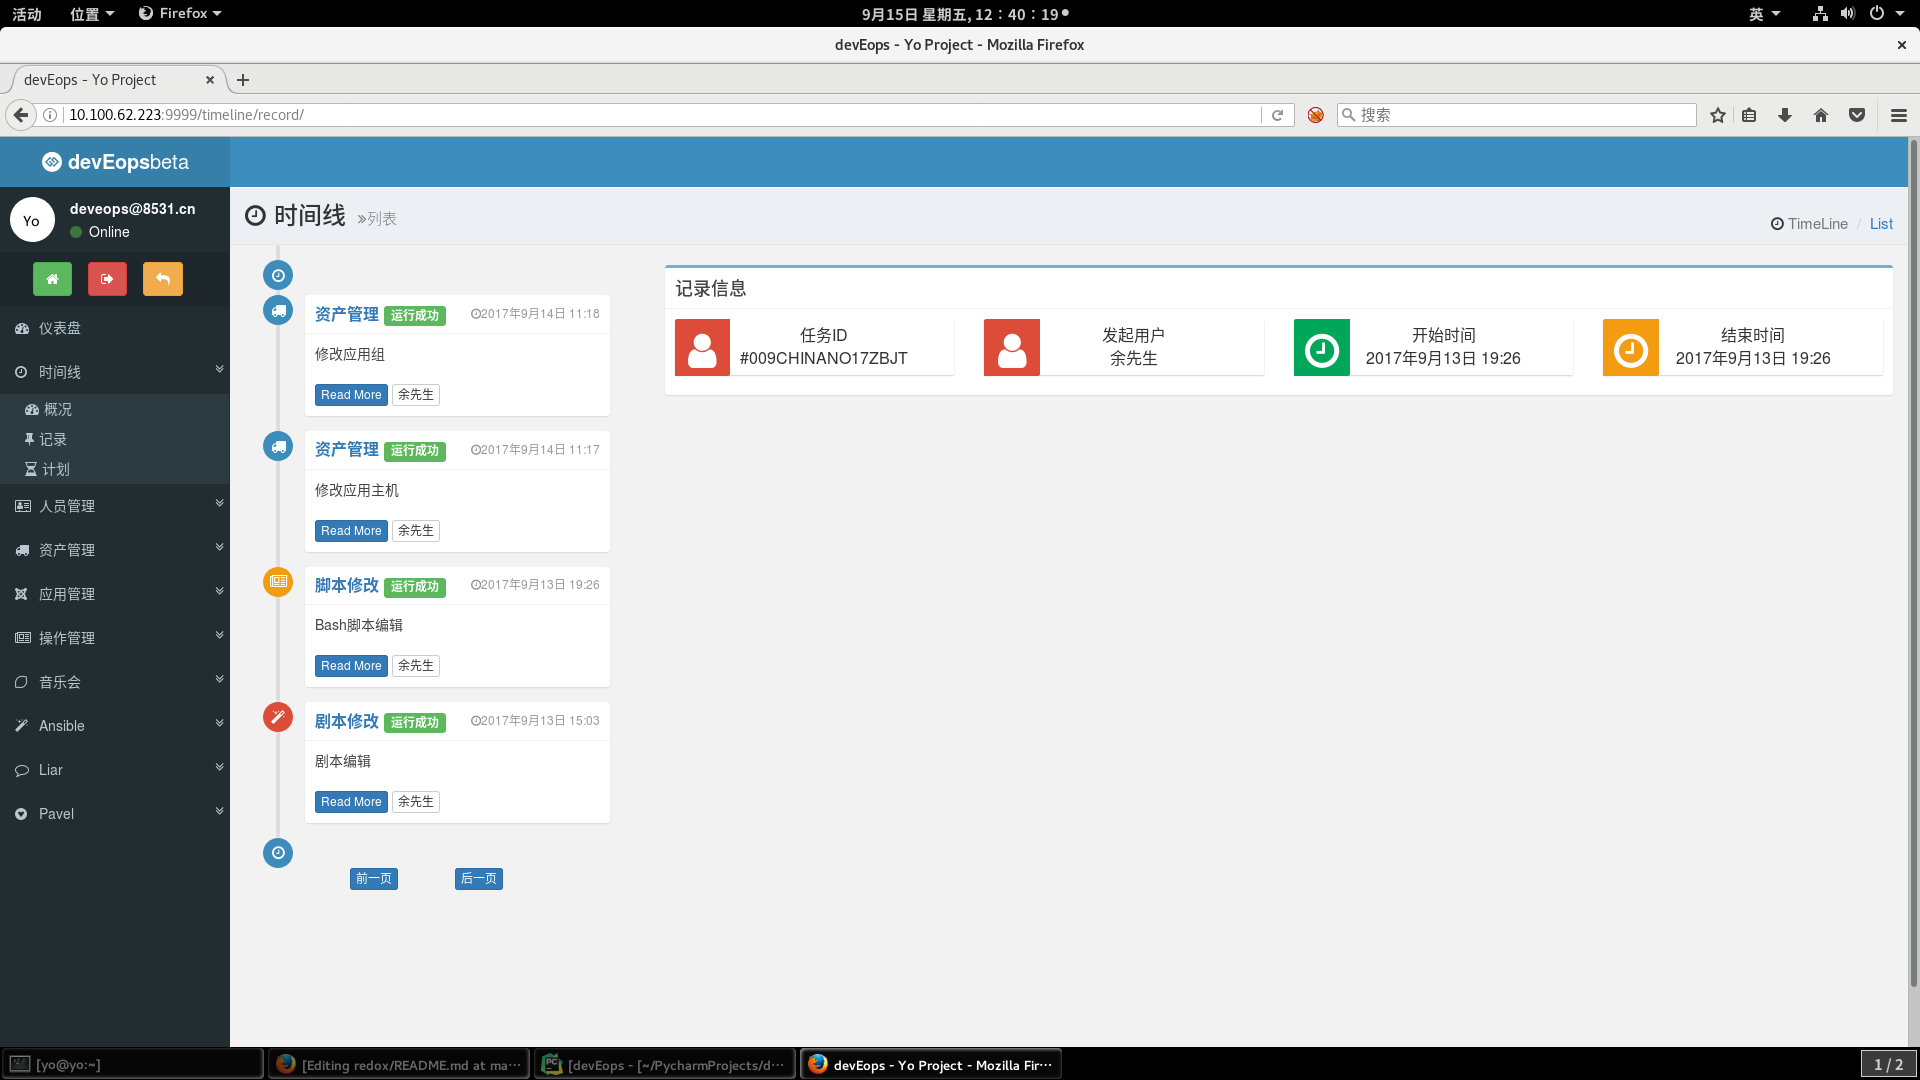 活动 位置 Firefox 9月15日 星期五, 12：40：19 英
devEops - Yo Project - Mozilla Firefox
devEops - Yo Project
10.100.62.223:9999/timeline/record/ 搜索
devEopsbeta
Yo
deveops@8531.cn
Online
仪表盘
时间线
概况
记录
计划
人员管理
资产管理
应用管理
操作管理
音乐会
Ansible
Liar
Pavel
时间线 »列表
TimeLine / List
资产管理 运行成功 2017年9月14日 11:18
修改应用组
Read More 余先生
资产管理 运行成功 2017年9月14日 11:17
修改应用主机
Read More 余先生
脚本修改 运行成功 2017年9月13日 19:26
Bash脚本编辑
Read More 余先生
剧本修改 运行成功 2017年9月13日 15:03
剧本编辑
Read More 余先生
前一页 后一页
记录信息
任务ID
#009CHINANO17ZBJT
发起用户
余先生
开始时间
2017年9月13日 19:26
结束时间
2017年9月13日 19:26
[yo@yo:~] [Editing redox/README.md at ma··· [devEops - [~/PycharmProjects/d··· devEops - Yo Project - Mozilla Fir··· 1 / 2